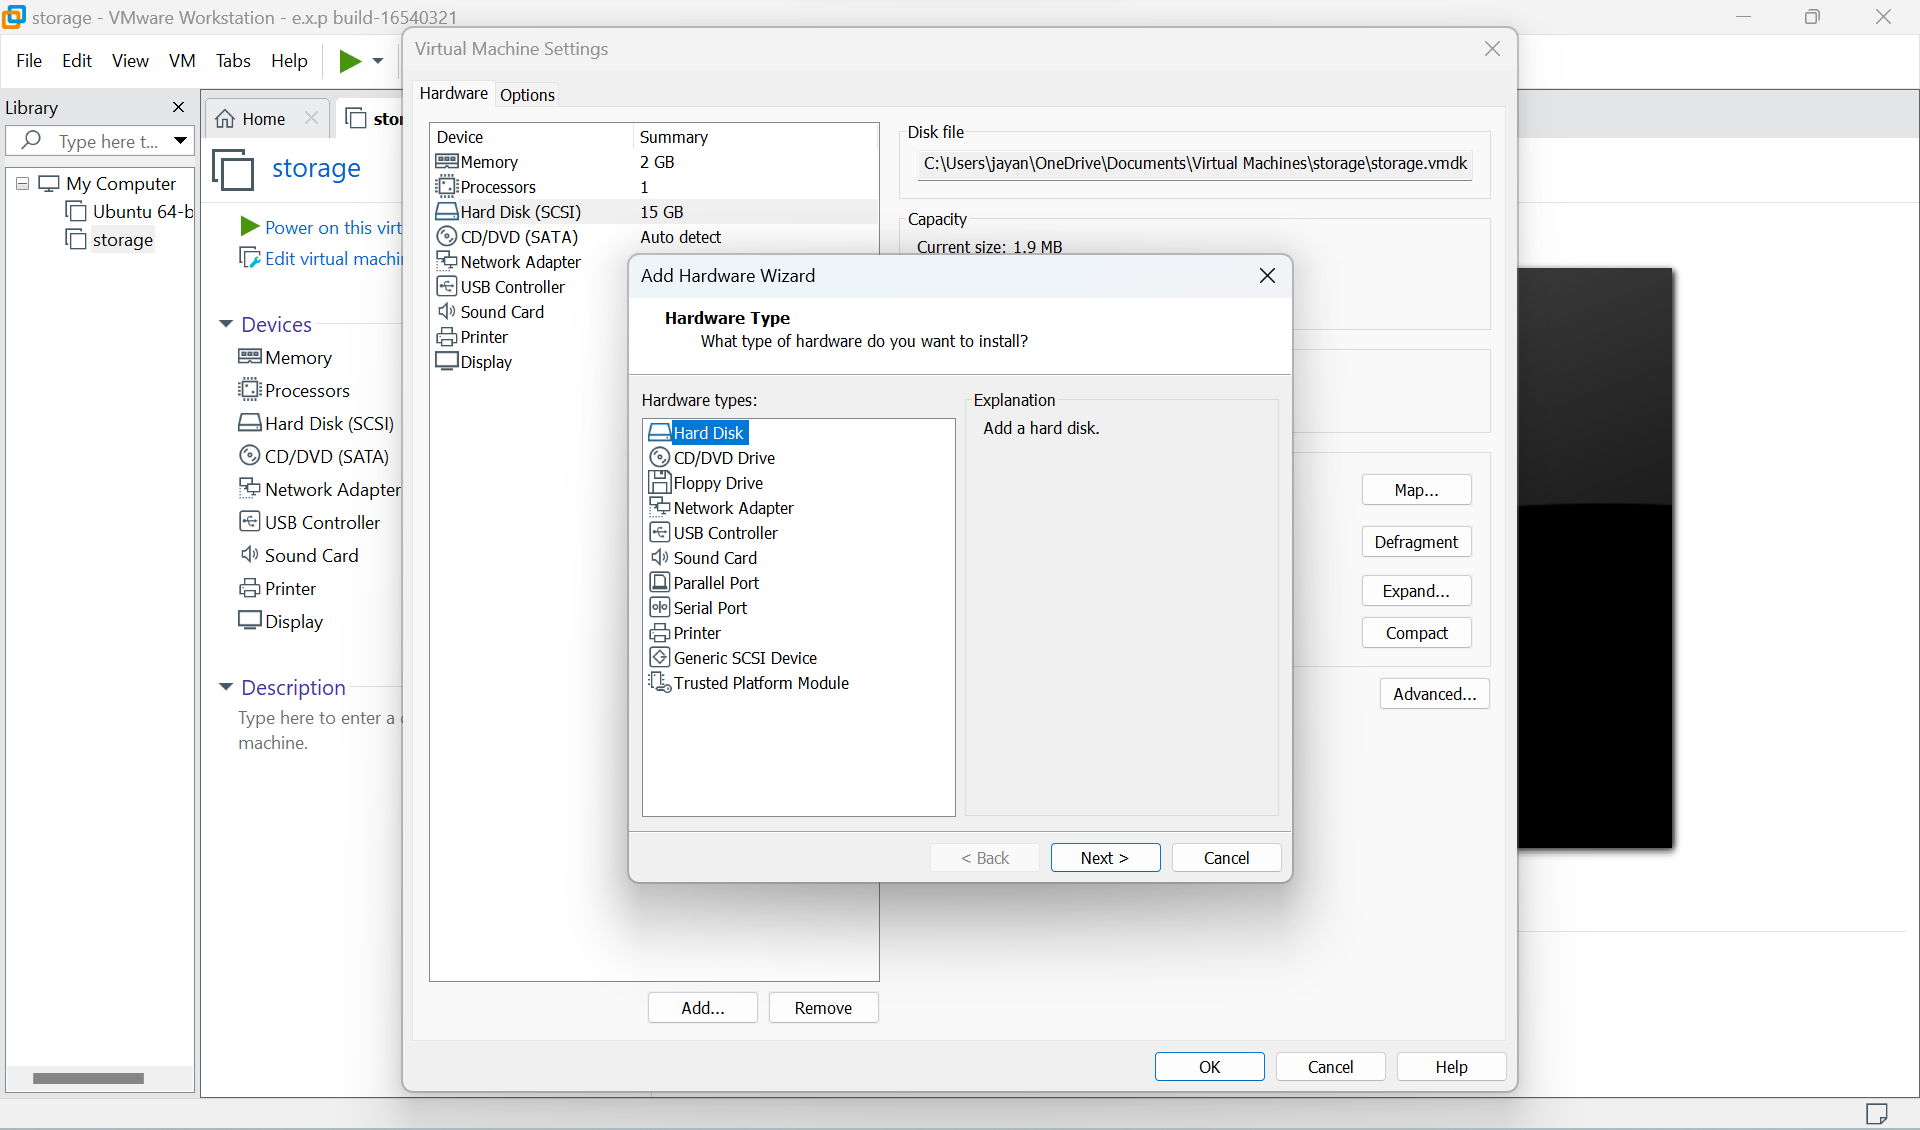 storage - VMware Workstation - e.x.p build-16540321
File Edit View VM Tabs Help
Library
Type here t...
My Computer
Ubuntu 64-b
storage
Home
sto
storage
Power on this virt
Edit virtual machi
Devices
Memory
Processors
Hard Disk (SCSI)
CD/DVD (SATA)
Network Adapter
USB Controller
Sound Card
Printer
Display
Description
Type here to enter a
machine.
Virtual Machine Settings
Hardware Options
Device Summary
Memory 2 GB
Processors 1
Hard Disk (SCSI) 15 GB
CD/DVD (SATA) Auto detect
Network Adapter
USB Controller
Sound Card
Printer
Display
Add... Remove
Disk file
C:\Users\jayan\OneDrive\Documents\Virtual Machines\storage\storage.vmdk
Capacity
Current size: 1.9 MB
Map...
Defragment
Expand...
Compact
Advanced...
OK Cancel Help
Add Hardware Wizard
Hardware Type
What type of hardware do you want to install?
Hardware types:
Hard Disk
CD/DVD Drive
Floppy Drive
Network Adapter
USB Controller
Sound Card
Parallel Port
Serial Port
Printer
Generic SCSI Device
Trusted Platform Module
Explanation
Add a hard disk.
< Back Next > Cancel